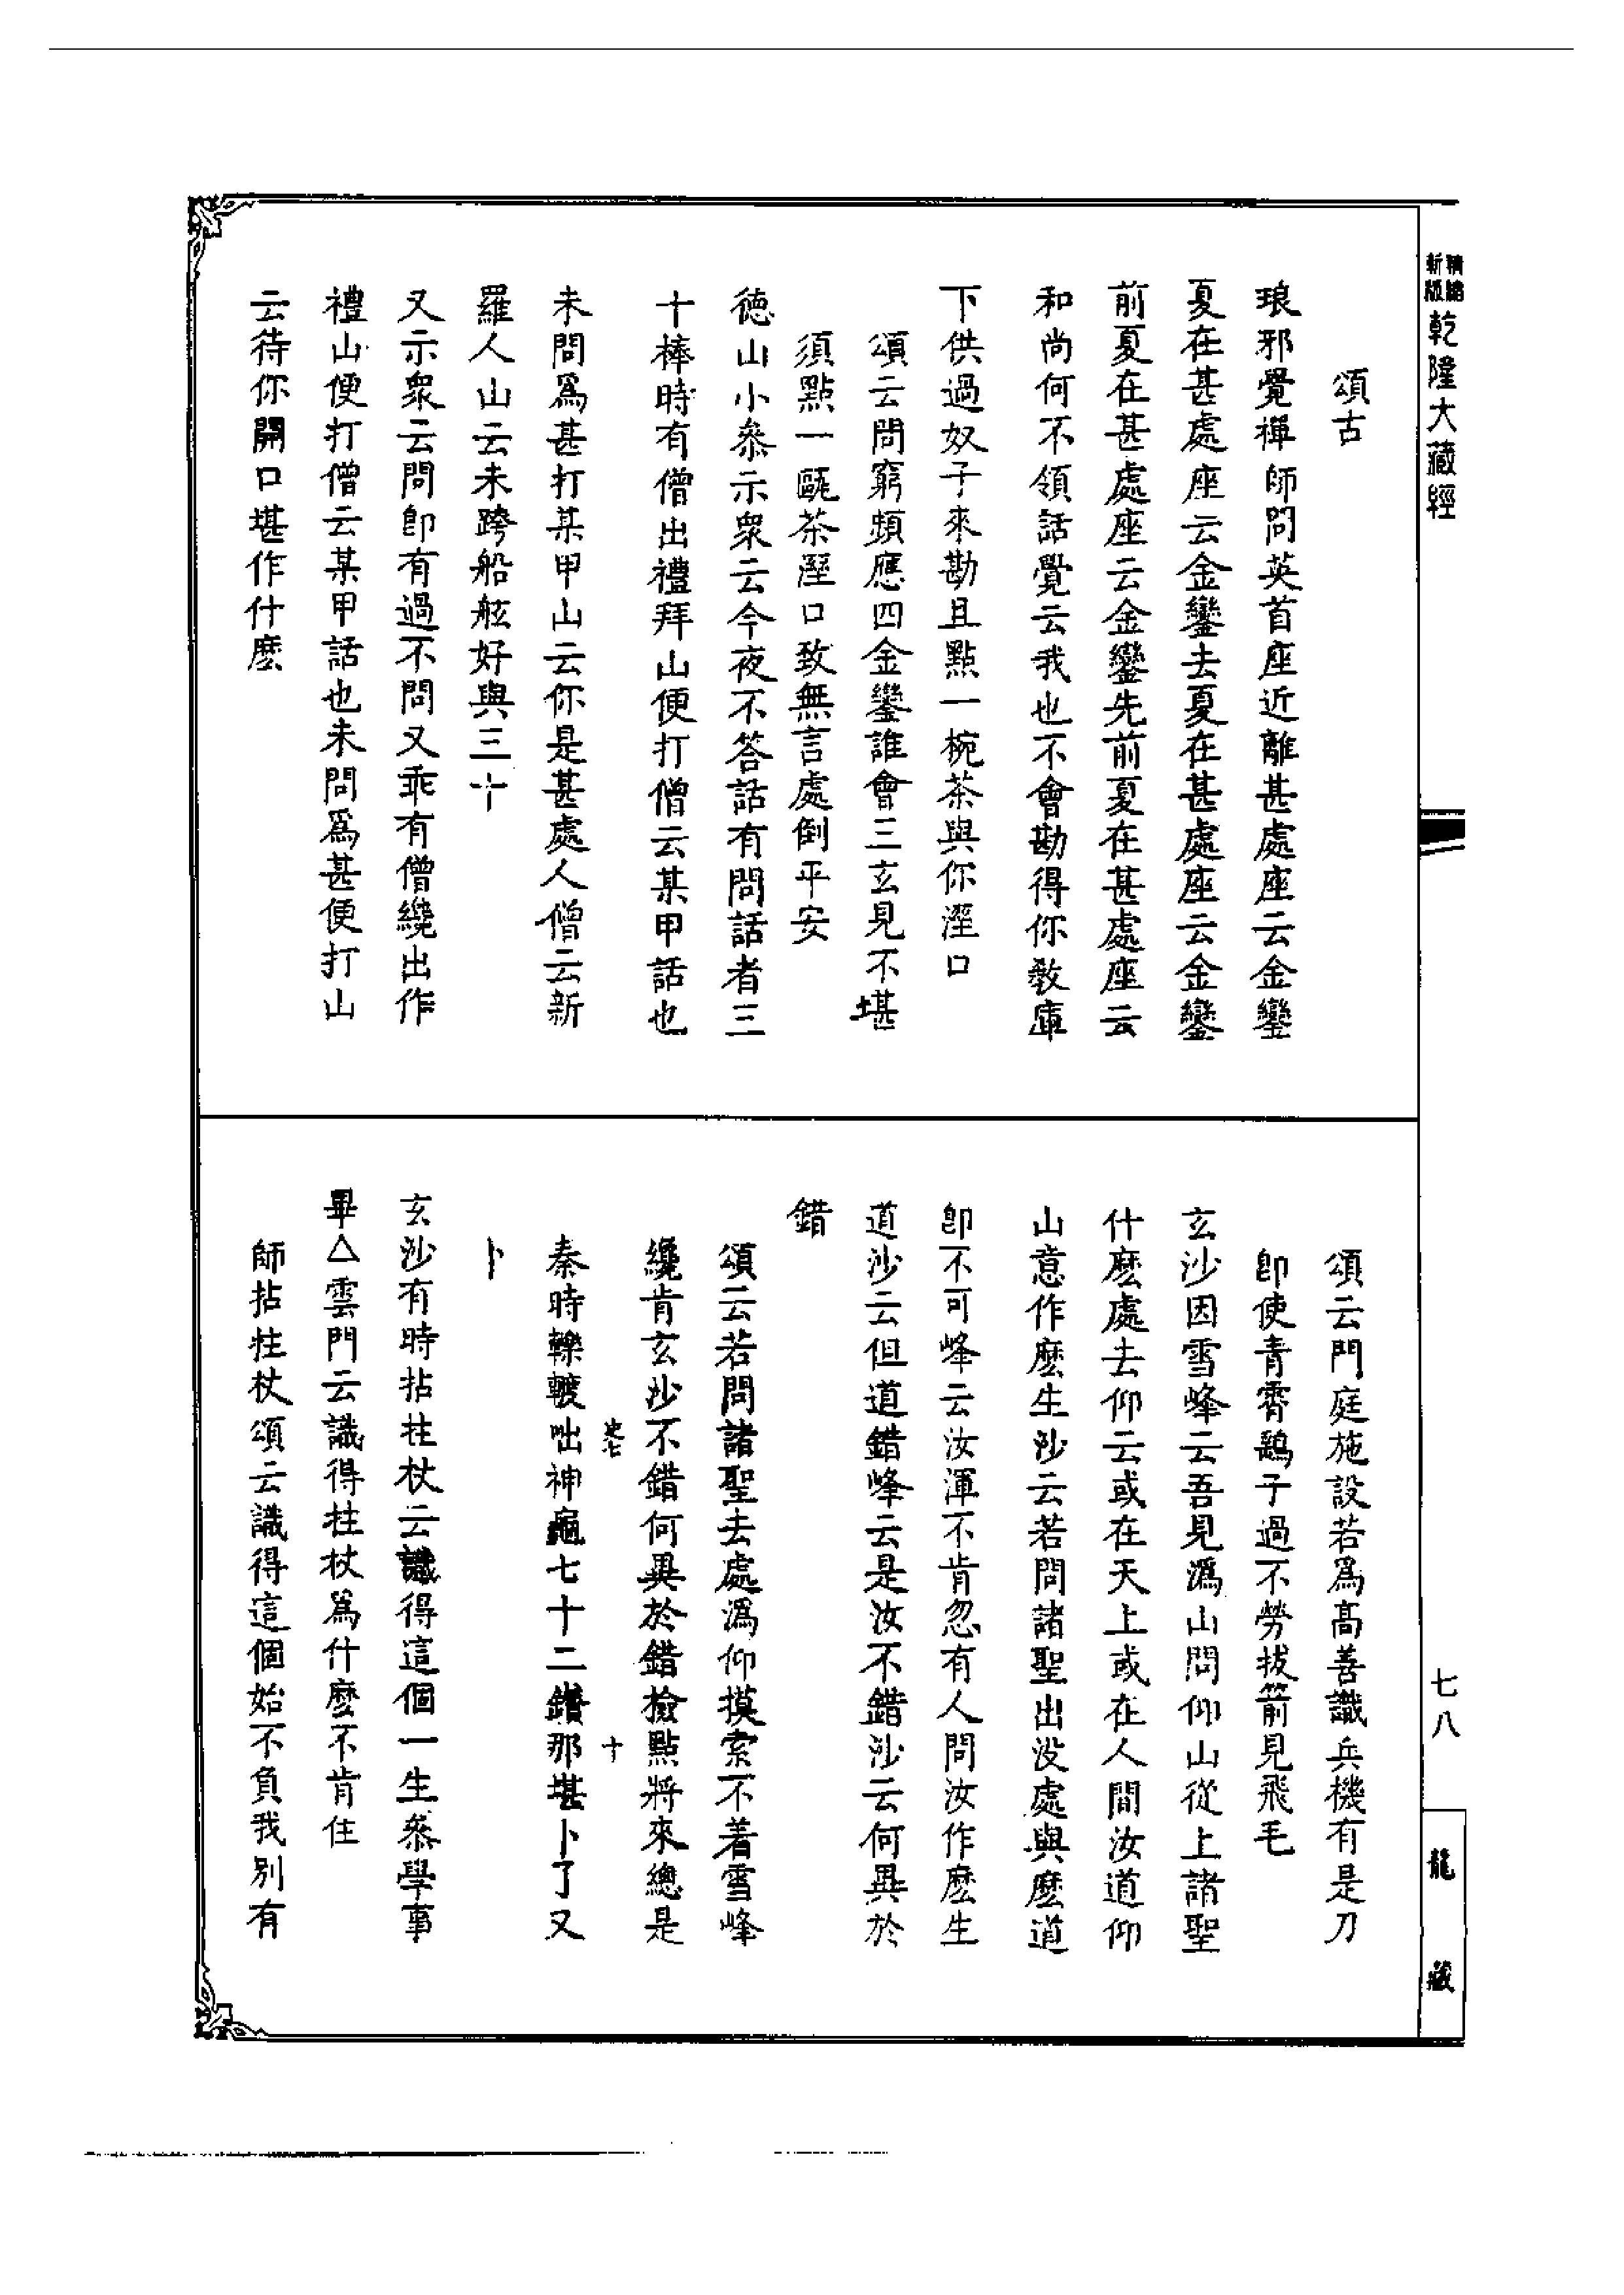 精縮
新版
乾隆大藏經
七八
龍藏
頌古
琅邪覺禪師問英首座近離甚處座云金鑾
夏在甚處座云金鑾去夏在甚處座云金鑾
前夏在甚處座云金鑾先前夏在甚處座云
和尚何不領話覺云我也不會勘得你教庫
下供過奴子來勘且點一椀茶與你溼口
頌云問窮頻應四金鑾誰會三玄見不堪
須點一甌茶溼口致無言處倒平安
德山小叅示衆云今夜不答話有問話者三
十棒時有僧出禮拜山便打僧云某甲話也
未問爲甚打某甲山云你是甚處人僧云新
羅人山云未跨船舷好與三十
又示衆云問卽有過不問又乖有僧纔出作
禮山便打僧云某甲話也未問爲甚便打山
云待你開口堪作什麽
頌云門庭施設若爲高善識兵機有是刀
卽使青霄鷂子過不勞拔箭見飛毛
玄沙因雪峰云吾見潙山問仰山從上諸聖
什麽處去仰云或在天上或在人間汝道仰
山意作麽生沙云若問諸聖出没處與麽道
卽不可峰云汝渾不肯忽有人問汝作麽生
道沙云但道錯峰云是汝不錯沙云何異於
錯
頌云若問諸聖去處潙仰摸索不着雪峰
纔肯玄沙不錯何異於錯檢點將來總是
史七 十
秦時𨍏轢咄神龜七十二鑽那堪卜了又
卜
玄沙有時拈拄杖云識得這個一生叅學事
畢△雲門云識得拄杖爲什麽不肯住
師拈拄杖頌云識得這個始不負我別有